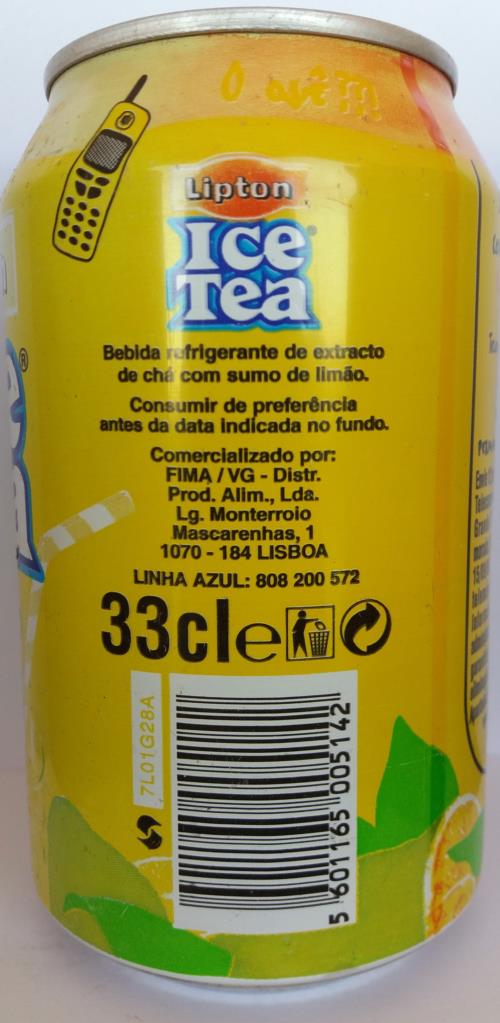 Lipton
Ice
Tea
Bebida refrigerante de extracto
de chá com sumo de limão.
Consumir de preferência
antes da data indicada no fundo.
Comercializado por:
FIMA / VG - Distr.
Prod. Alim., Lda.
Lg. Monterroio
Mascarenhas, 1
1070 - 184 LISBOA
LINHA AZUL: 808 200 572
33cl e
7L01G28A
5 601165 005142